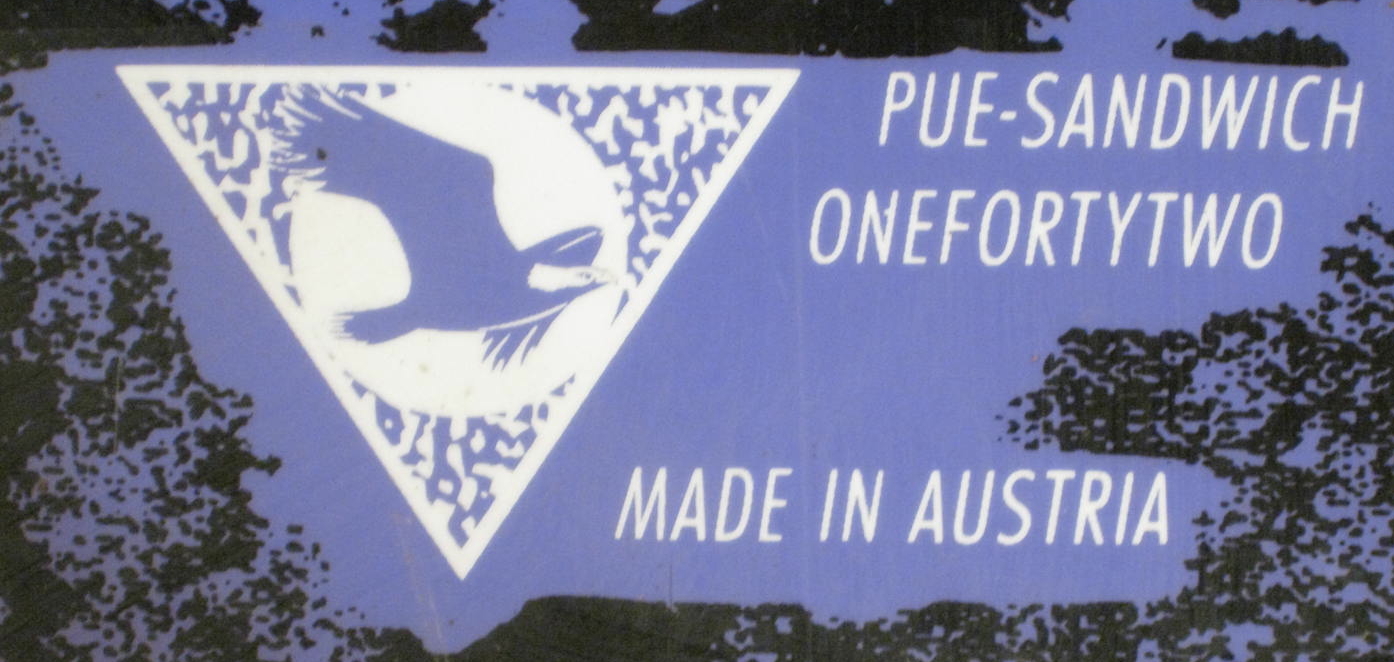 PUE-SANDWICH
ONEFORTYTWO
MADE IN AUSTRIA